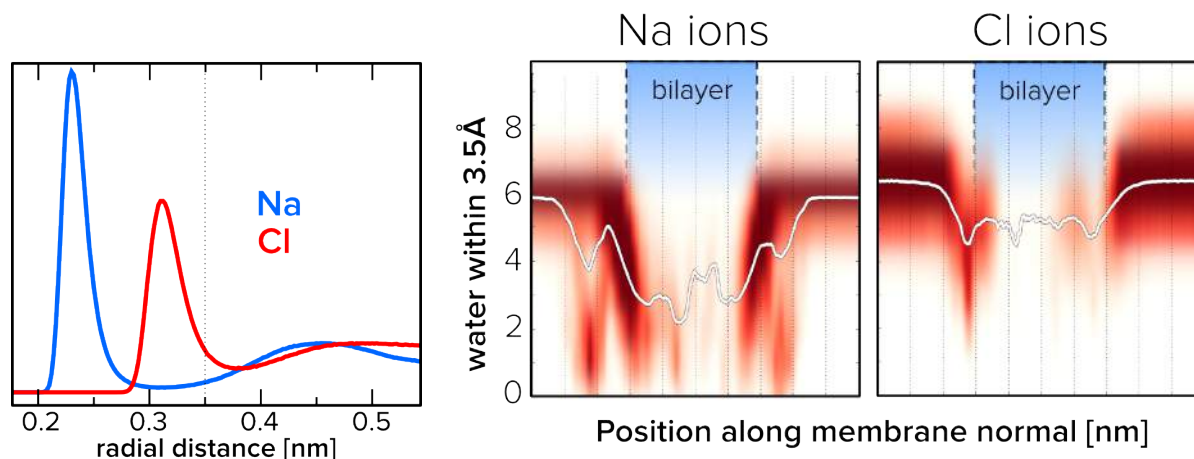 Na
Cl
0.2 0.3 0.4 0.5
radial distance [nm]
Na ions
Cl ions
bilayer
bilayer
water within 3.5Å
8
6
4
2
0
Position along membrane normal [nm]